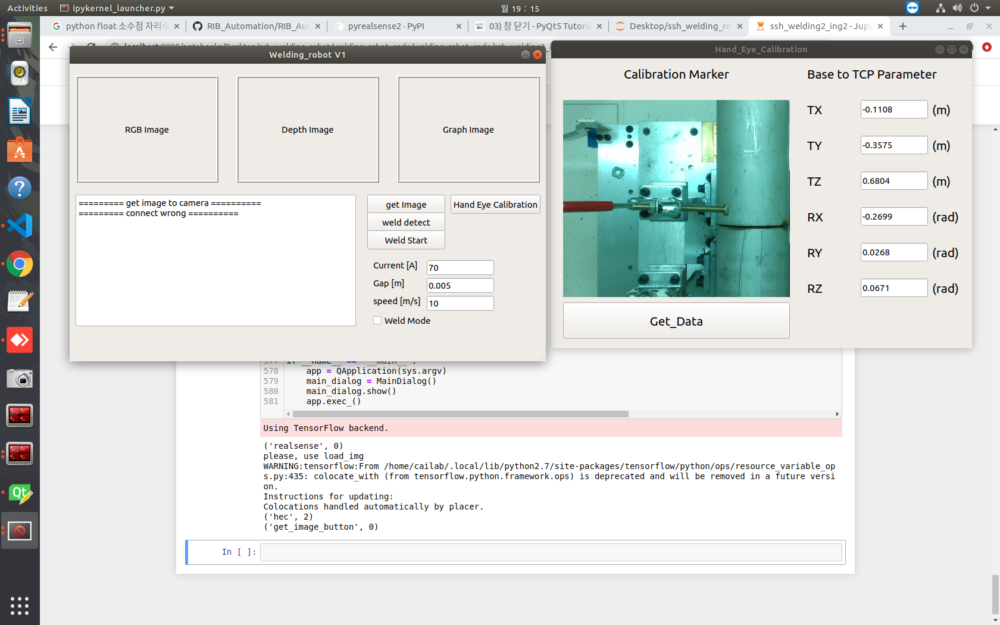 Activities
ipykernel_launcher.py
월 19 : 15
python float 소수점 자리수
RIB_Automation/RIB_Aut
pyrealsense2 · PyPI
03) 창 닫기 - PyQt5 Tutoria
Desktop/ssh_welding_ro
ssh_welding2_ing2 - Jupy
Welding_robot V1
RGB Image
Depth Image
Graph Image
========= get image to camera ==========
========= connect wrong ==========
get Image
Hand Eye Calibration
weld detect
Weld Start
Current [A]
70
Gap [m]
0.005
speed [m/s]
10
Weld Mode
Hand_Eye_Calibration
Calibration Marker
Base to TCP Parameter
TX -0.1108 (m)
TY -0.3575 (m)
TZ 0.6804 (m)
RX -0.2699 (rad)
RY 0.0268 (rad)
RZ 0.0671 (rad)
Get_Data
578 app = QApplication(sys.argv)
579 main_dialog = MainDialog()
580 main_dialog.show()
581 app.exec_()
Using TensorFlow backend.
('realsense', 0)
please, use load_img
WARNING:tensorflow:From /home/cailab/.local/lib/python2.7/site-packages/tensorflow/python/ops/resource_variable_op
s.py:435: colocate_with (from tensorflow.python.framework.ops) is deprecated and will be removed in a future versi
on.
Instructions for updating:
Colocations handled automatically by placer.
('hec', 2)
('get_image_button', 0)
In [ ]: